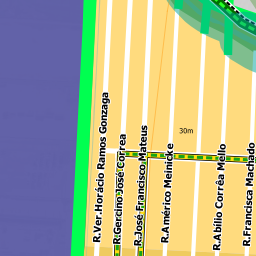 30m
R.Ver.Horácio Ramos Gonzaga
R.Gercino José Correa
R.José Francisco Mateus
R.Américo Meinicke
R.Abílio Corrêa Mello
R.Francisca Machado